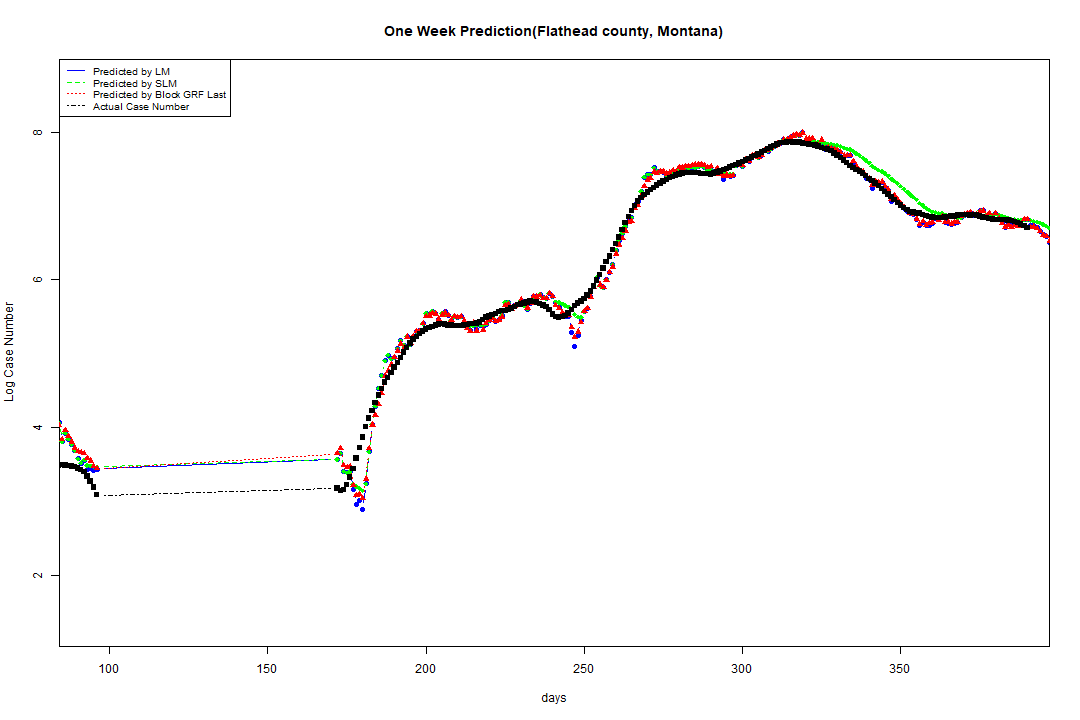 One Week Prediction(Flathead county, Montana)
Predicted by LM
Predicted by SLM
Predicted by Block GRF Last
Actual Case Number
8
6
4
2
Log Case Number
100 150 200 250 300 350
days